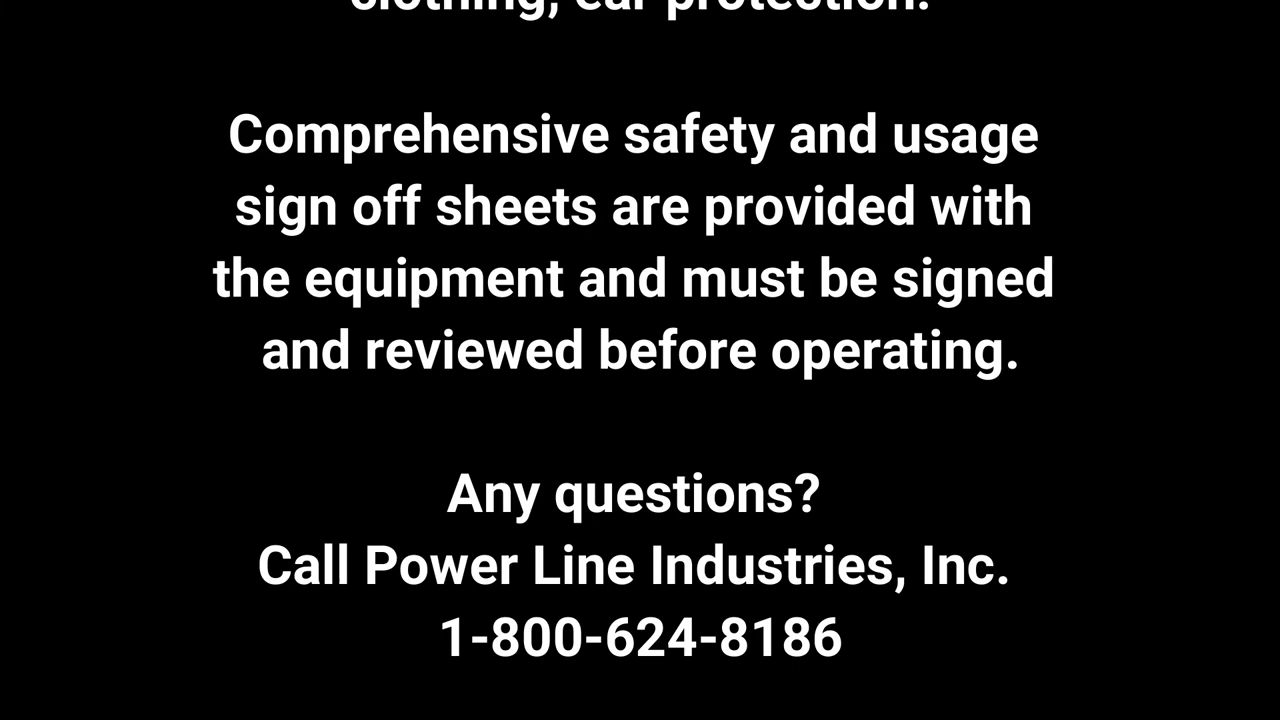 clothing, ear protection.
Comprehensive safety and usage
sign off sheets are provided with
the equipment and must be signed
and reviewed before operating.
Any questions?
Call Power Line Industries, Inc.
1-800-624-8186